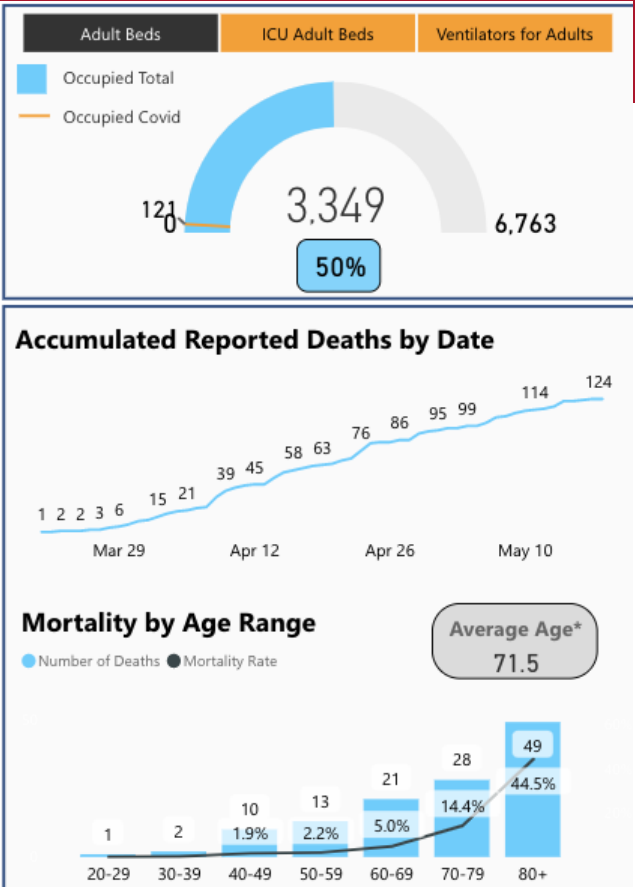 Adult Beds ICU Adult Beds Ventilators for Adults
Occupied Total
Occupied Covid
121
0
3,349
6,763
50%
Accumulated Reported Deaths by Date
1 2 2 3 6 15 21 39 45 58 63 76 86 95 99 114 124
Mar 29 Apr 12 Apr 26 May 10
Mortality by Age Range
Average Age*
71.5
Number of Deaths Mortality Rate
1 2 10 13 21 28 49
1.9% 2.2% 5.0% 14.4% 44.5%
20-29 30-39 40-49 50-59 60-69 70-79 80+